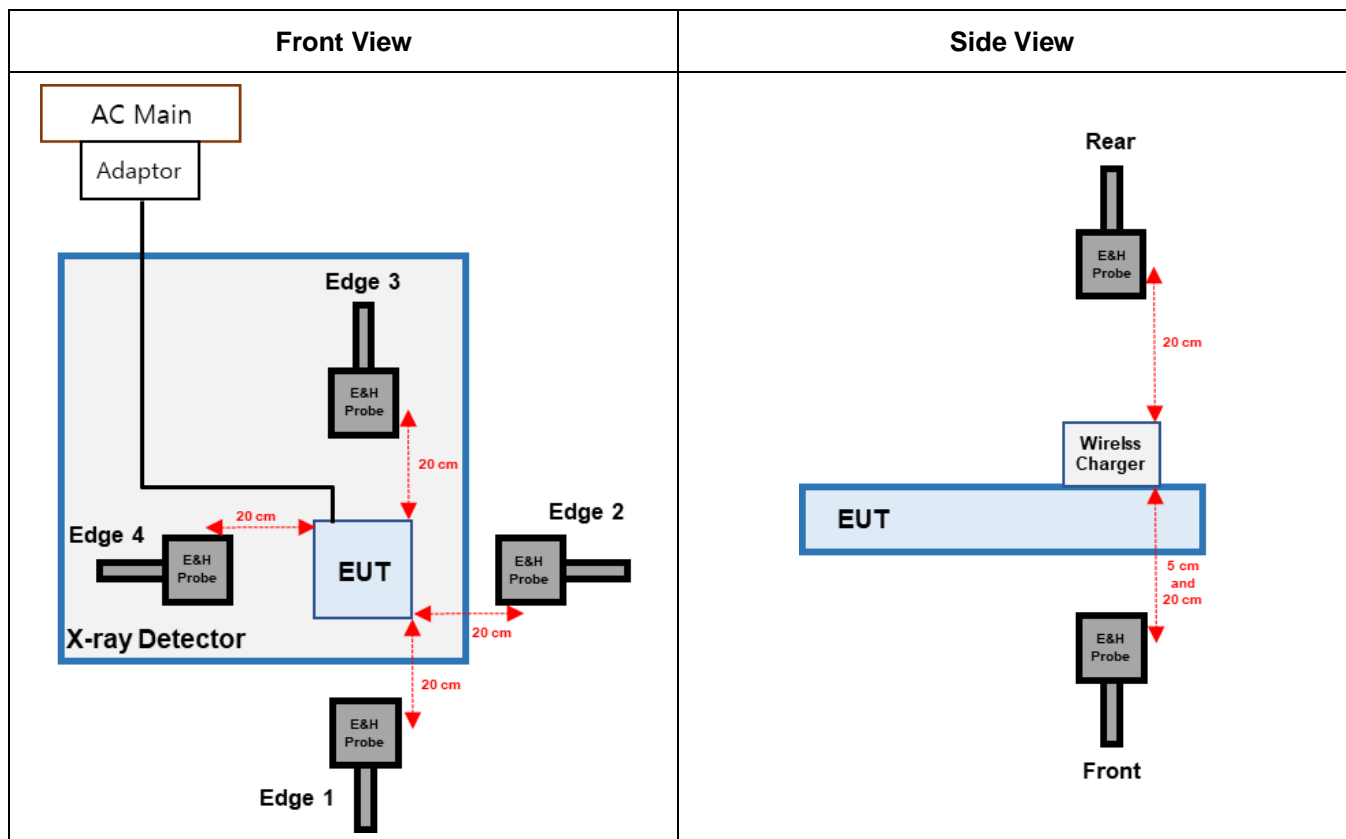 Front View
Side View
AC Main
Adaptor
Edge 3
E&H
Probe
20 cm
20 cm
Edge 4
E&H
Probe
EUT
Edge 2
E&H
Probe
20 cm
X-ray Detector
20 cm
E&H
Probe
Edge 1
Rear
E&H
Probe
20 cm
Wirelss
Charger
EUT
5 cm
and
20 cm
E&H
Probe
Front